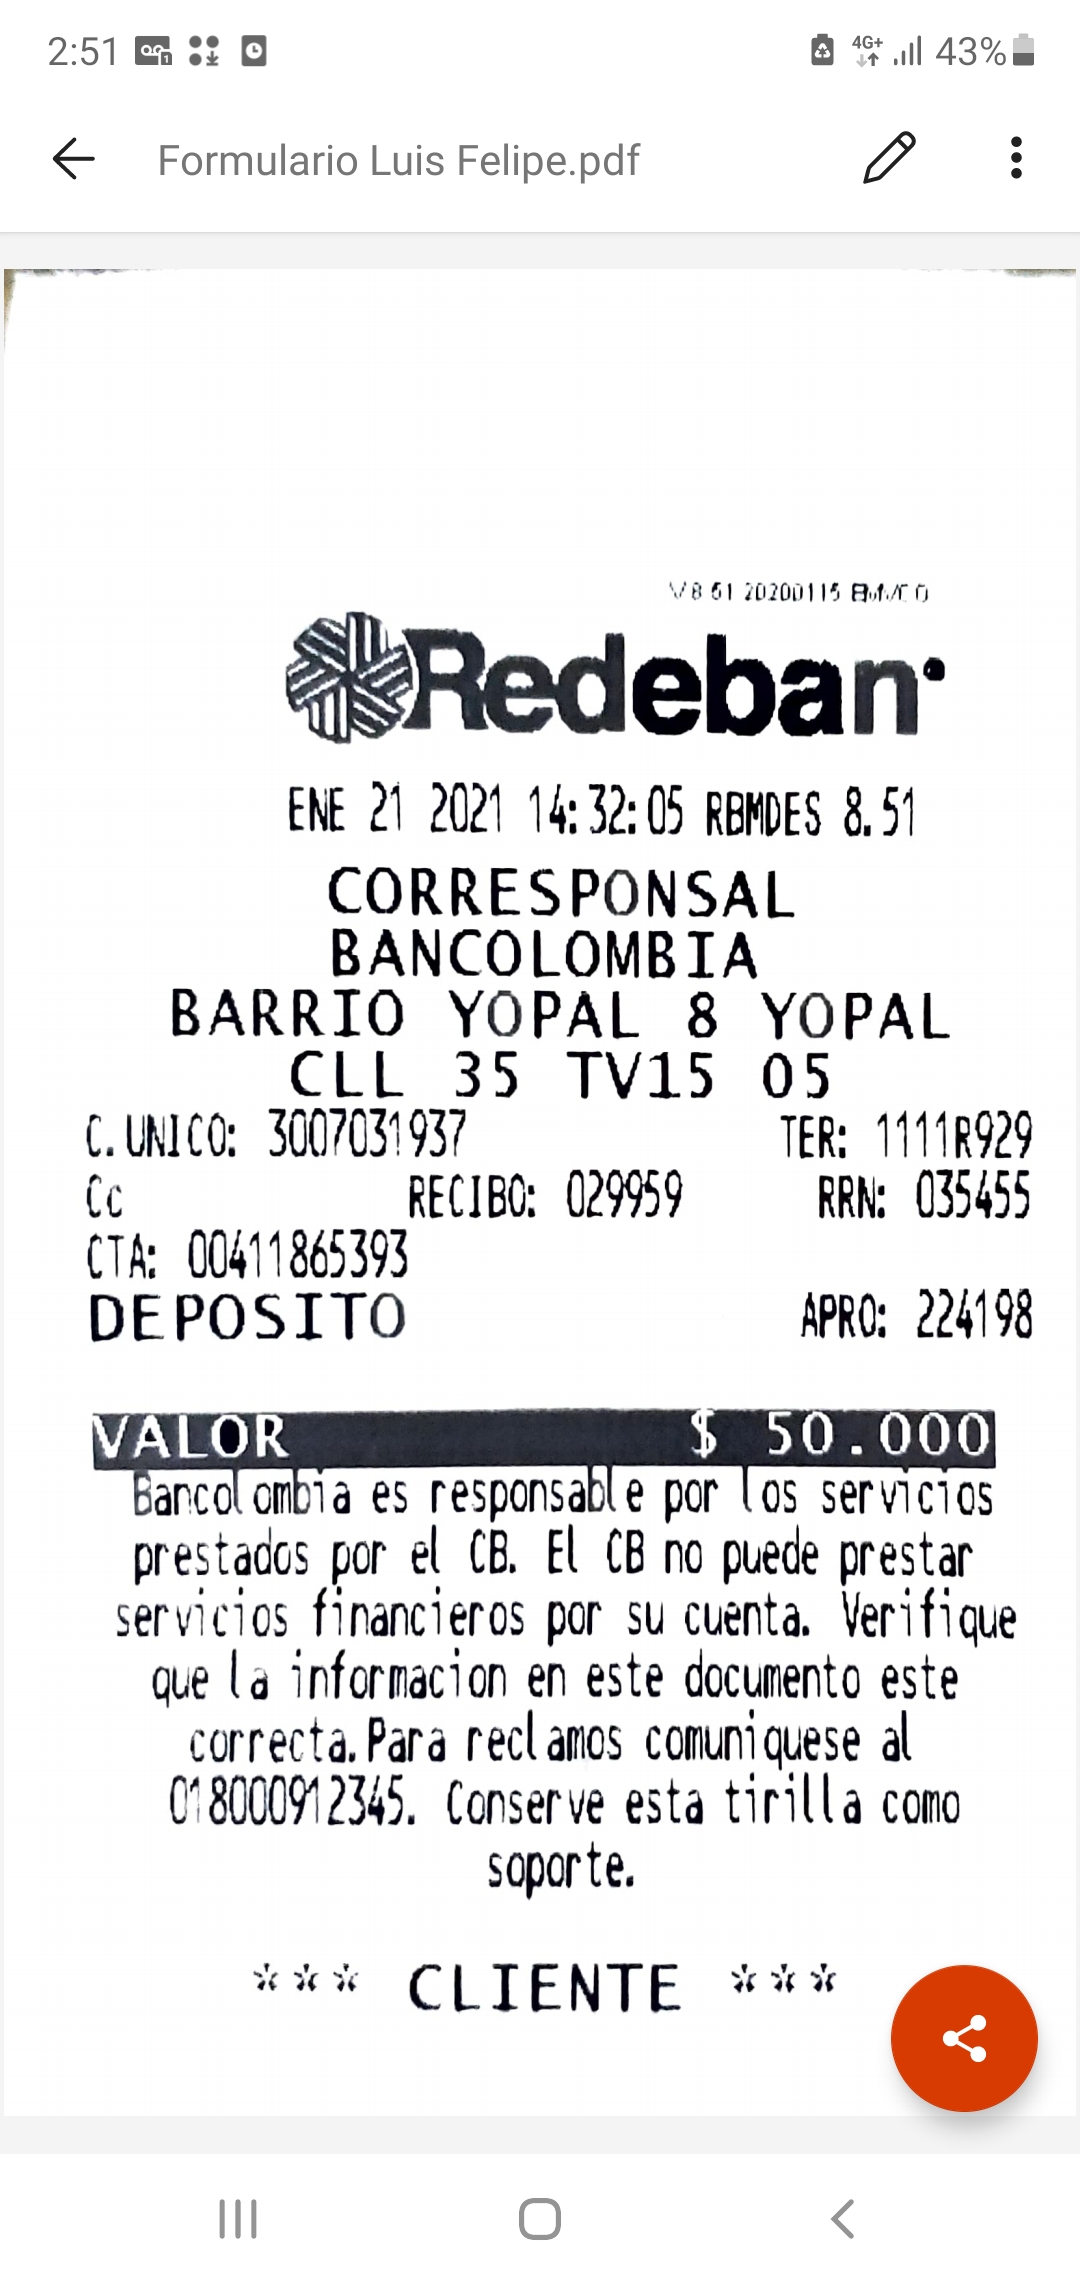 2:51
4G+ 43%
Formulario Luis Felipe.pdf
20200115
Redeban
ENE 21 2021 14:32:05 RBMDES 8.51
CORRESPONSAL
BANCOLOMBIA
BARRIO YOPAL 8 YOPAL
CLL 35 TV15 05
C.UNICO: 3007031937 TER: 1111R929
Cc RECIBO: 029959 RRN: 035455
CTA: 00411865393
DEPOSITO APRO: 224198
VALOR $ 50.000
Bancolombia es responsable por los servicios
prestados por el CB. El CB no puede prestar
servicios financieros por su cuenta. Verifique
que la informacion en este documento este
correcta.Para reclamos comuniquese al
018000912345. Conserve esta tirilla como
soporte.
*** CLIENTE ***